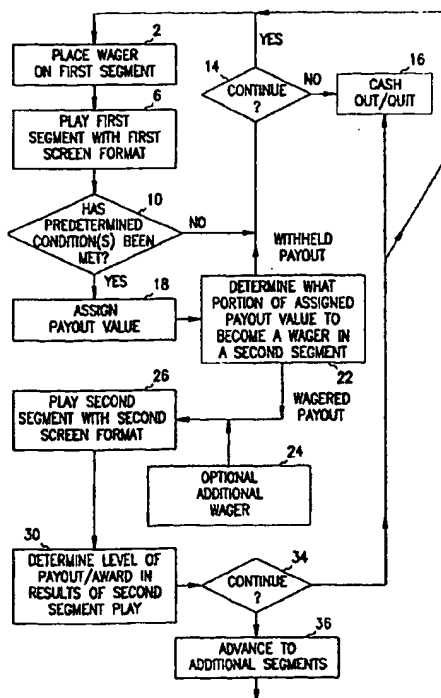 2
PLACE WAGER
ON FIRST SEGMENT
6
PLAY FIRST
SEGMENT WITH FIRST
SCREEN FORMAT
10
HAS
PREDETERMINED
CONDITION(S) BEEN
MET?
NO
YES
YES
14
CONTINUE
?
NO
16
CASH
OUT/QUIT
WITHHELD
PAYOUT
18
ASSIGN
PAYOUT VALUE
DETERMINE WHAT
PORTION OF ASSIGNED
PAYOUT VALUE TO
BECOME A WAGER IN
A SECOND SEGMENT
22
WAGERED
PAYOUT
26
PLAY SECOND
SEGMENT WITH SECOND
SCREEN FORMAT
24
OPTIONAL
ADDITIONAL
WAGER
30
DETERMINE LEVEL OF
PAYOUT/AWARD IN
RESULTS OF SECOND
SEGMENT PLAY
34
CONTINUE
?
36
ADVANCE TO
ADDITIONAL SEGMENTS